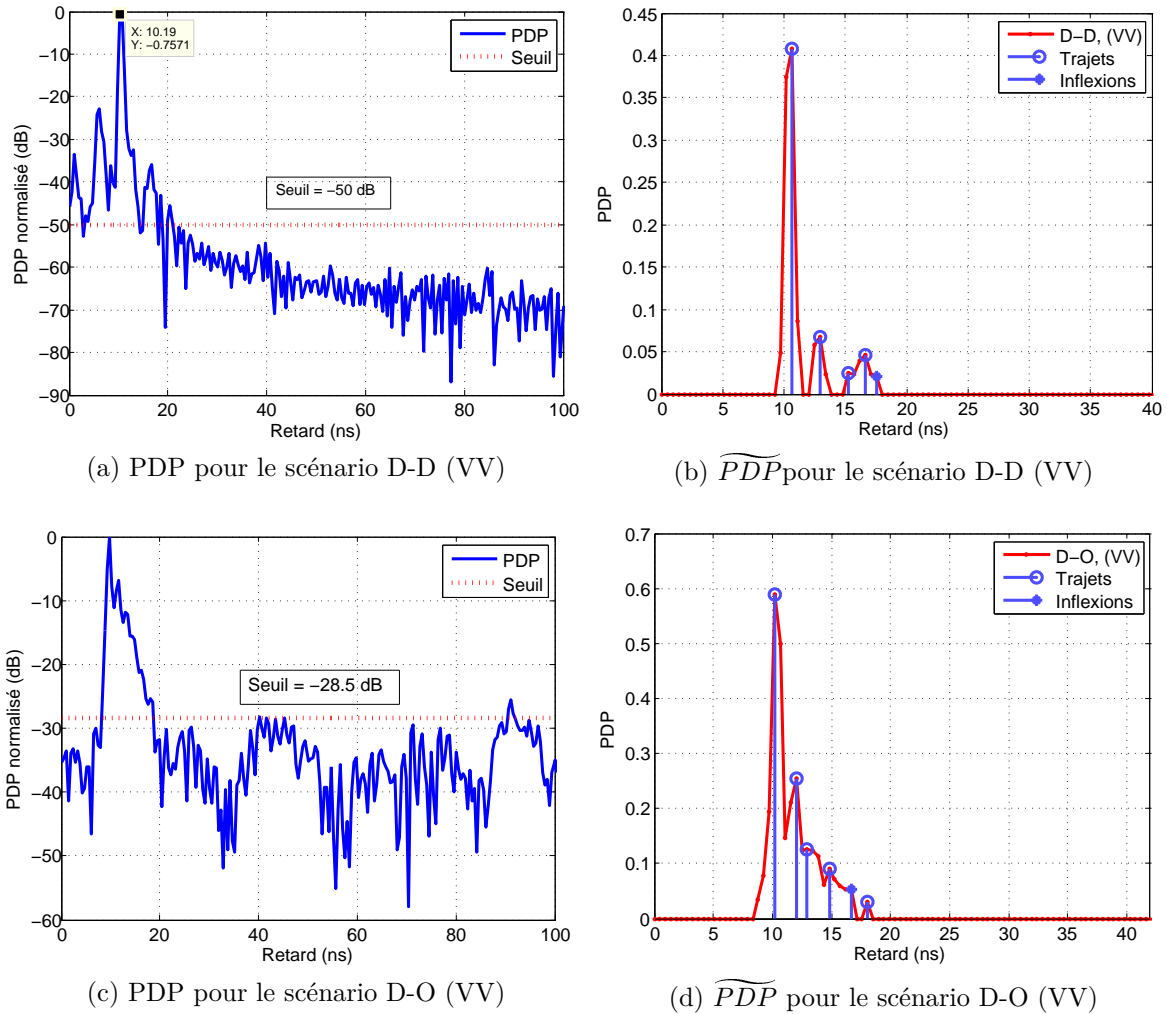 0
−10
−20
−30
−40
−50
−60
−70
−80
−90
PDP normalisé (dB)
X: 10.19
Y: −0.7571
PDP
Seuil
Seuil = −50 dB
0 20 40 60 80 100
Retard (ns)
(a) PDP pour le scénario D-D (VV)
0.45
0.4
0.35
0.3
0.25
0.2
0.15
0.1
0.05
0
PDP
D−D, (VV)
Trajets
Inflexions
0 5 10 15 20 25 30 35 40
Retard (ns)
(b) PDP pour le scénario D-D (VV)
0
−10
−20
−30
−40
−50
−60
PDP normalisé (dB)
PDP
Seuil
Seuil = −28.5 dB
0 20 40 60 80 100
Retard (ns)
(c) PDP pour le scénario D-O (VV)
0.7
0.6
0.5
0.4
0.3
0.2
0.1
0
PDP
D−O, (VV)
Trajets
Inflexions
0 5 10 15 20 25 30 35 40
Retard (ns)
(d) PDP pour le scénario D-O (VV)